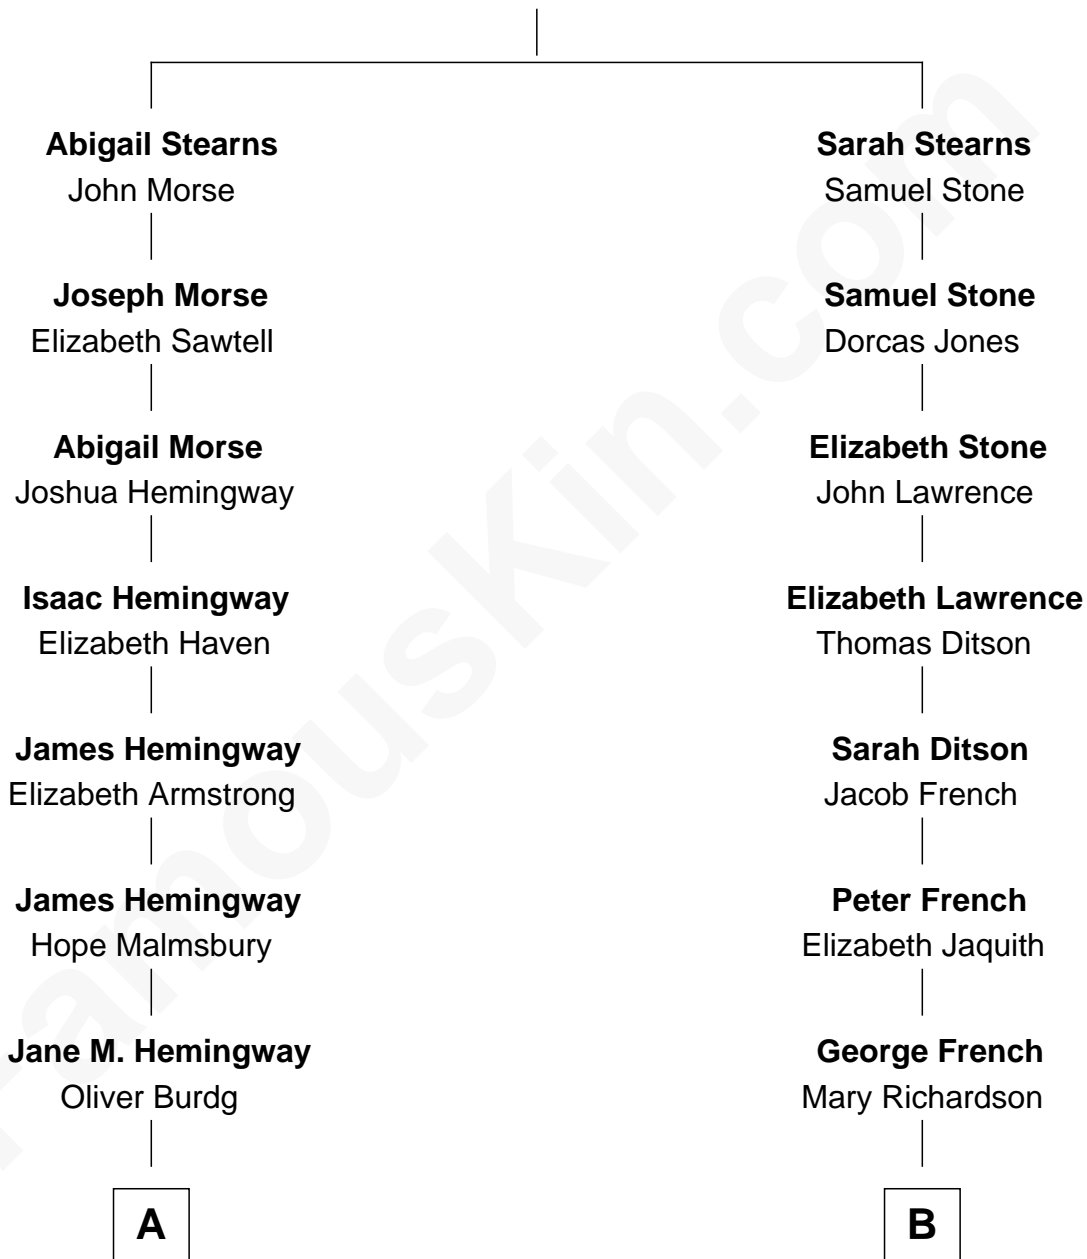 Abigail Stearns
John Morse
Joseph Morse
Elizabeth Sawtell
Abigail Morse
Joshua Hemingway
Isaac Hemingway
Elizabeth Haven
James Hemingway
Elizabeth Armstrong
James Hemingway
Hope Malmsbury
Jane M. Hemingway
Oliver Burdg
A
Sarah Stearns
Samuel Stone
Samuel Stone
Dorcas Jones
Elizabeth Stone
John Lawrence
Elizabeth Lawrence
Thomas Ditson
Sarah Ditson
Jacob French
Peter French
Elizabeth Jaquith
George French
Mary Richardson
B
FamousKin.com